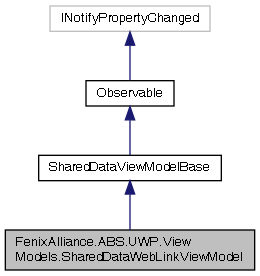 INotifyPropertyChanged
Observable
SharedDataViewModelBase
FenixAlliance.ABS.UWP.View
Models.SharedDataWebLinkViewModel